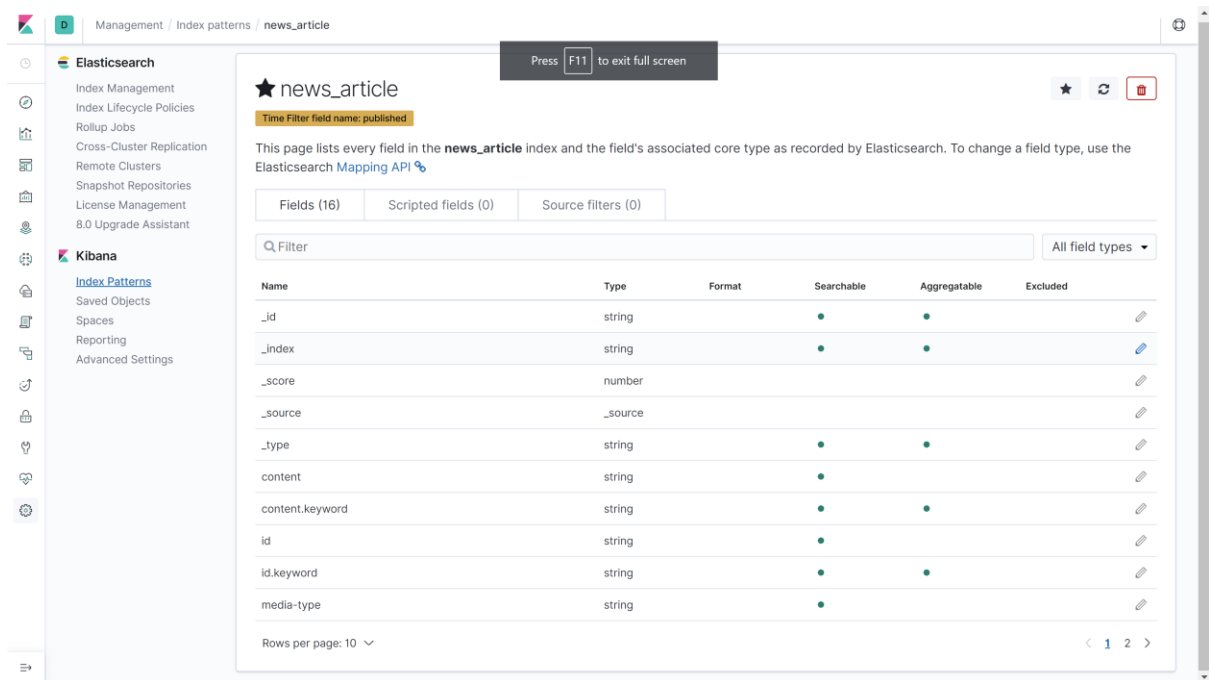 D Management / Index patterns / news_article
Press F11 to exit full screen
Elasticsearch
Index Management
Index Lifecycle Policies
Rollup Jobs
Cross-Cluster Replication
Remote Clusters
Snapshot Repositories
License Management
8.0 Upgrade Assistant
Kibana
Index Patterns
Saved Objects
Spaces
Reporting
Advanced Settings
news_article
Time Filter field name: published
This page lists every field in the news_article index and the field's associated core type as recorded by Elasticsearch. To change a field type, use the
Elasticsearch Mapping API
Fields (16) Scripted fields (0) Source filters (0)
Filter All field types
Name Type Format Searchable Aggregatable Excluded
_id string
_index string
_score number
_source _source
_type string
content string
content.keyword string
id string
id.keyword string
media-type string
Rows per page: 10 1 2